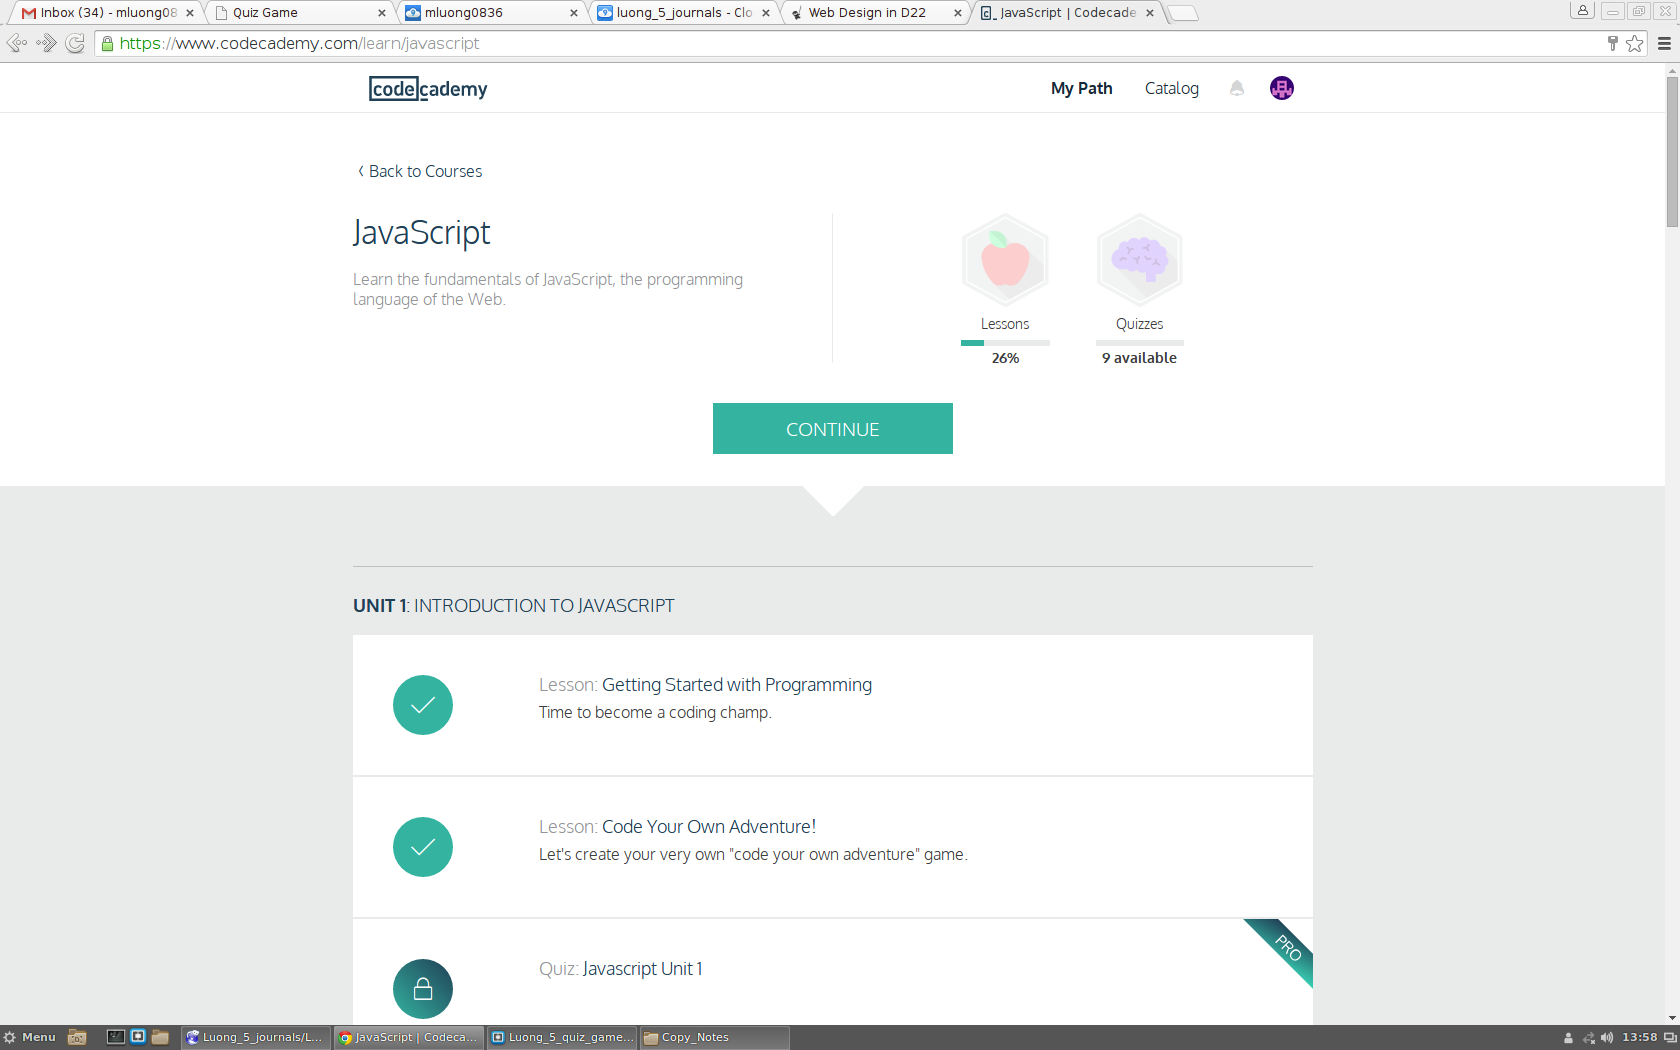 Inbox (34) - mluong08
Quiz Game
mluong0836
luong_5_journals - Clo
Web Design in D22
JavaScript | Codecade
https://www.codecademy.com/learn/javascript
codecademy
My Path
Catalog
Back to Courses
JavaScript
Learn the fundamentals of JavaScript, the programming
language of the Web.
Lessons
26%
Quizzes
9 available
CONTINUE
UNIT 1: INTRODUCTION TO JAVASCRIPT
Lesson: Getting Started with Programming
Time to become a coding champ.
Lesson: Code Your Own Adventure!
Let's create your very own "code your own adventure" game.
PRO
Quiz: Javascript Unit 1
Menu
Luong_5_journals/L...
JavaScript | Codeca...
Luong_5_quiz_game...
Copy_Notes
13:58